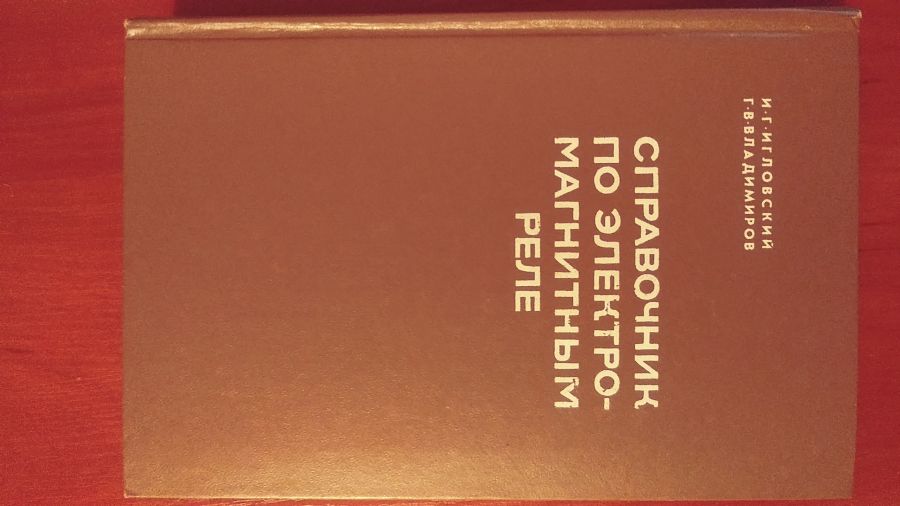 И·Г·ИГЛОВСКИЙ
Г·В·ВЛАДИМИРОВ
СПРАВОЧНИК
ПО ЭЛЕКТРО-
МАГНИТНЫМ
РЕЛЕ